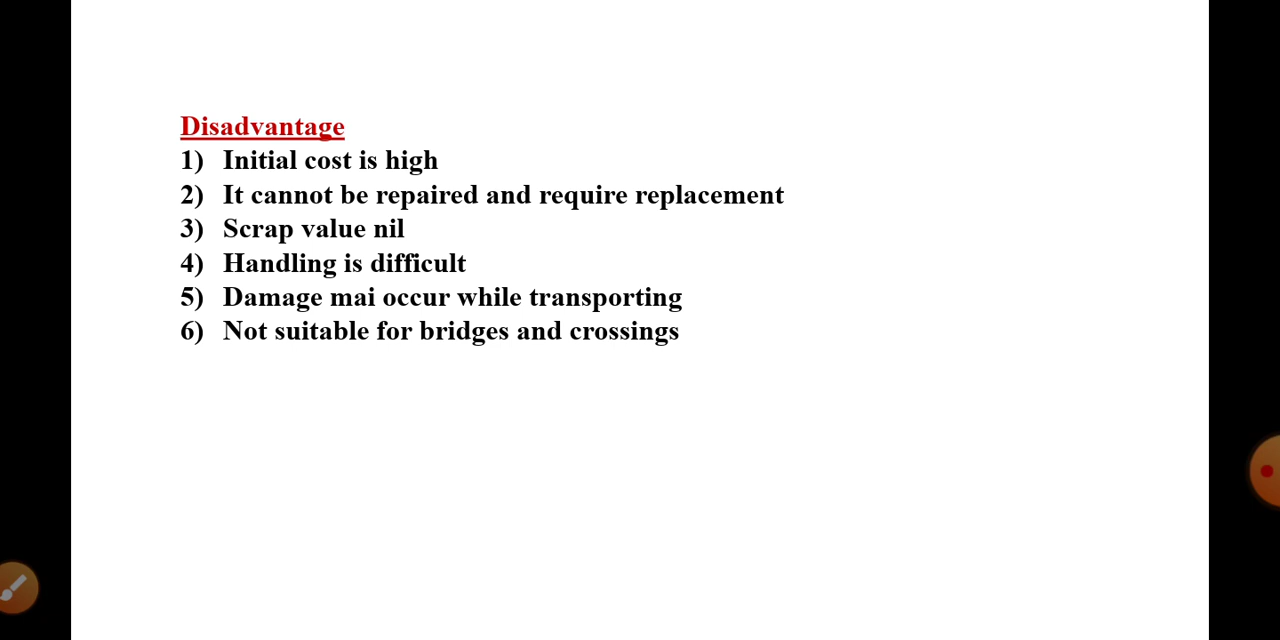 Disadvantage
1) Initial cost is high
2) It cannot be repaired and require replacement
3) Scrap value nil
4) Handling is difficult
5) Damage mai occur while transporting
6) Not suitable for bridges and crossings